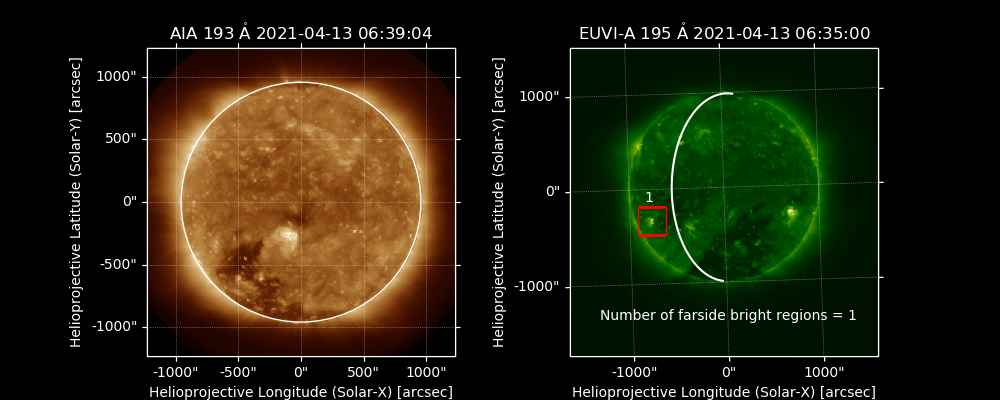 AIA 193 Å 2021-04-13 06:39:04
Helioprojective Latitude (Solar-Y) [arcsec]
1000"
500"
0"
-500"
-1000"
-1000" -500" 0" 500" 1000"
Helioprojective Longitude (Solar-X) [arcsec]
EUVI-A 195 Å 2021-04-13 06:35:00
Helioprojective Latitude (Solar-Y) [arcsec]
1000"
0"
-1000"
1
Number of farside bright regions = 1
-1000" 0" 1000"
Helioprojective Longitude (Solar-X) [arcsec]